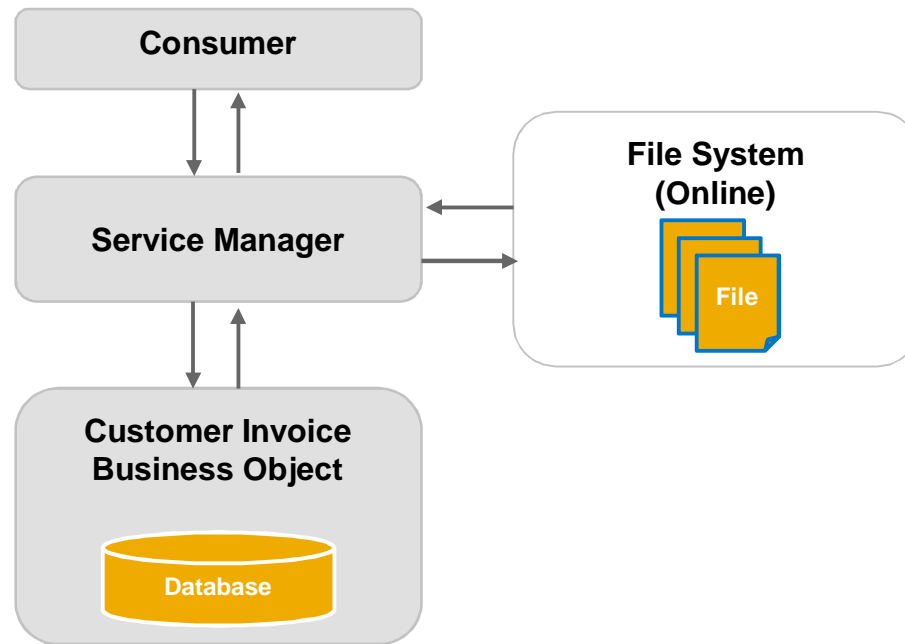 Consumer
Service Manager
File System
(Online)
File
Customer Invoice
Business Object
Database